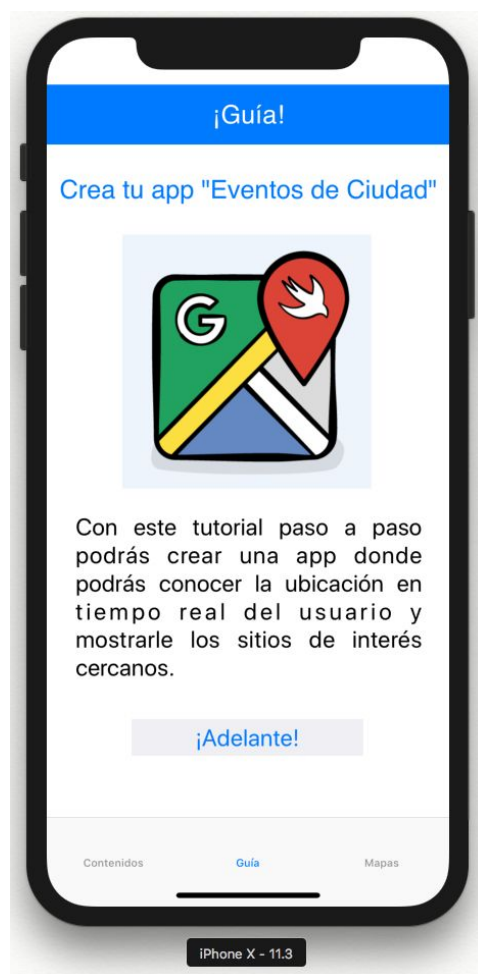 ¡Guía!
Crea tu app "Eventos de Ciudad"
G
Con este tutorial paso a paso
podrás crear una app donde
podrás conocer la ubicación en
tiempo real del usuario y
mostrarle los sitios de interés
cercanos.
¡Adelante!
Contenidos Guía Mapas
iPhone X - 11.3